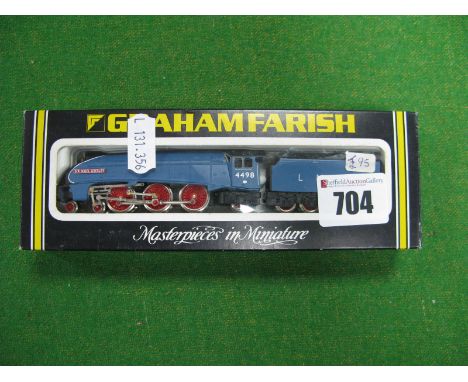 GRAHAM FARISH
L 131.356
£95
4498
L
Sheffield Auction Gallery
704
Masterpieces in Miniature